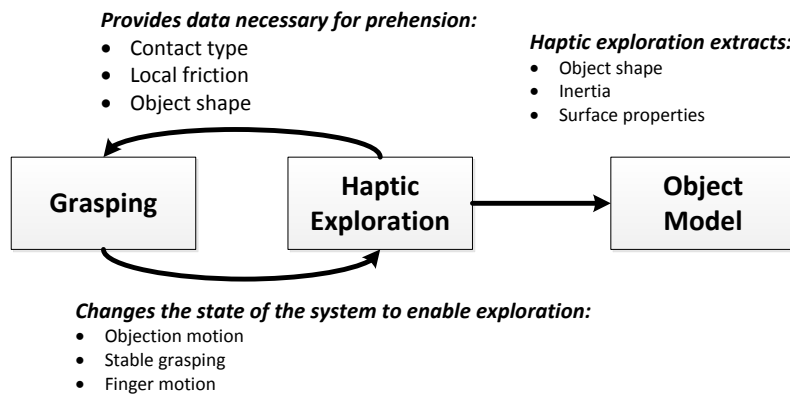 Provides data necessary for prehension:
• Contact type
• Local friction
• Object shape
Haptic exploration extracts:
• Object shape
• Inertia
• Surface properties
Grasping
Haptic
Exploration
Object
Model
Changes the state of the system to enable exploration:
• Objection motion
• Stable grasping
• Finger motion